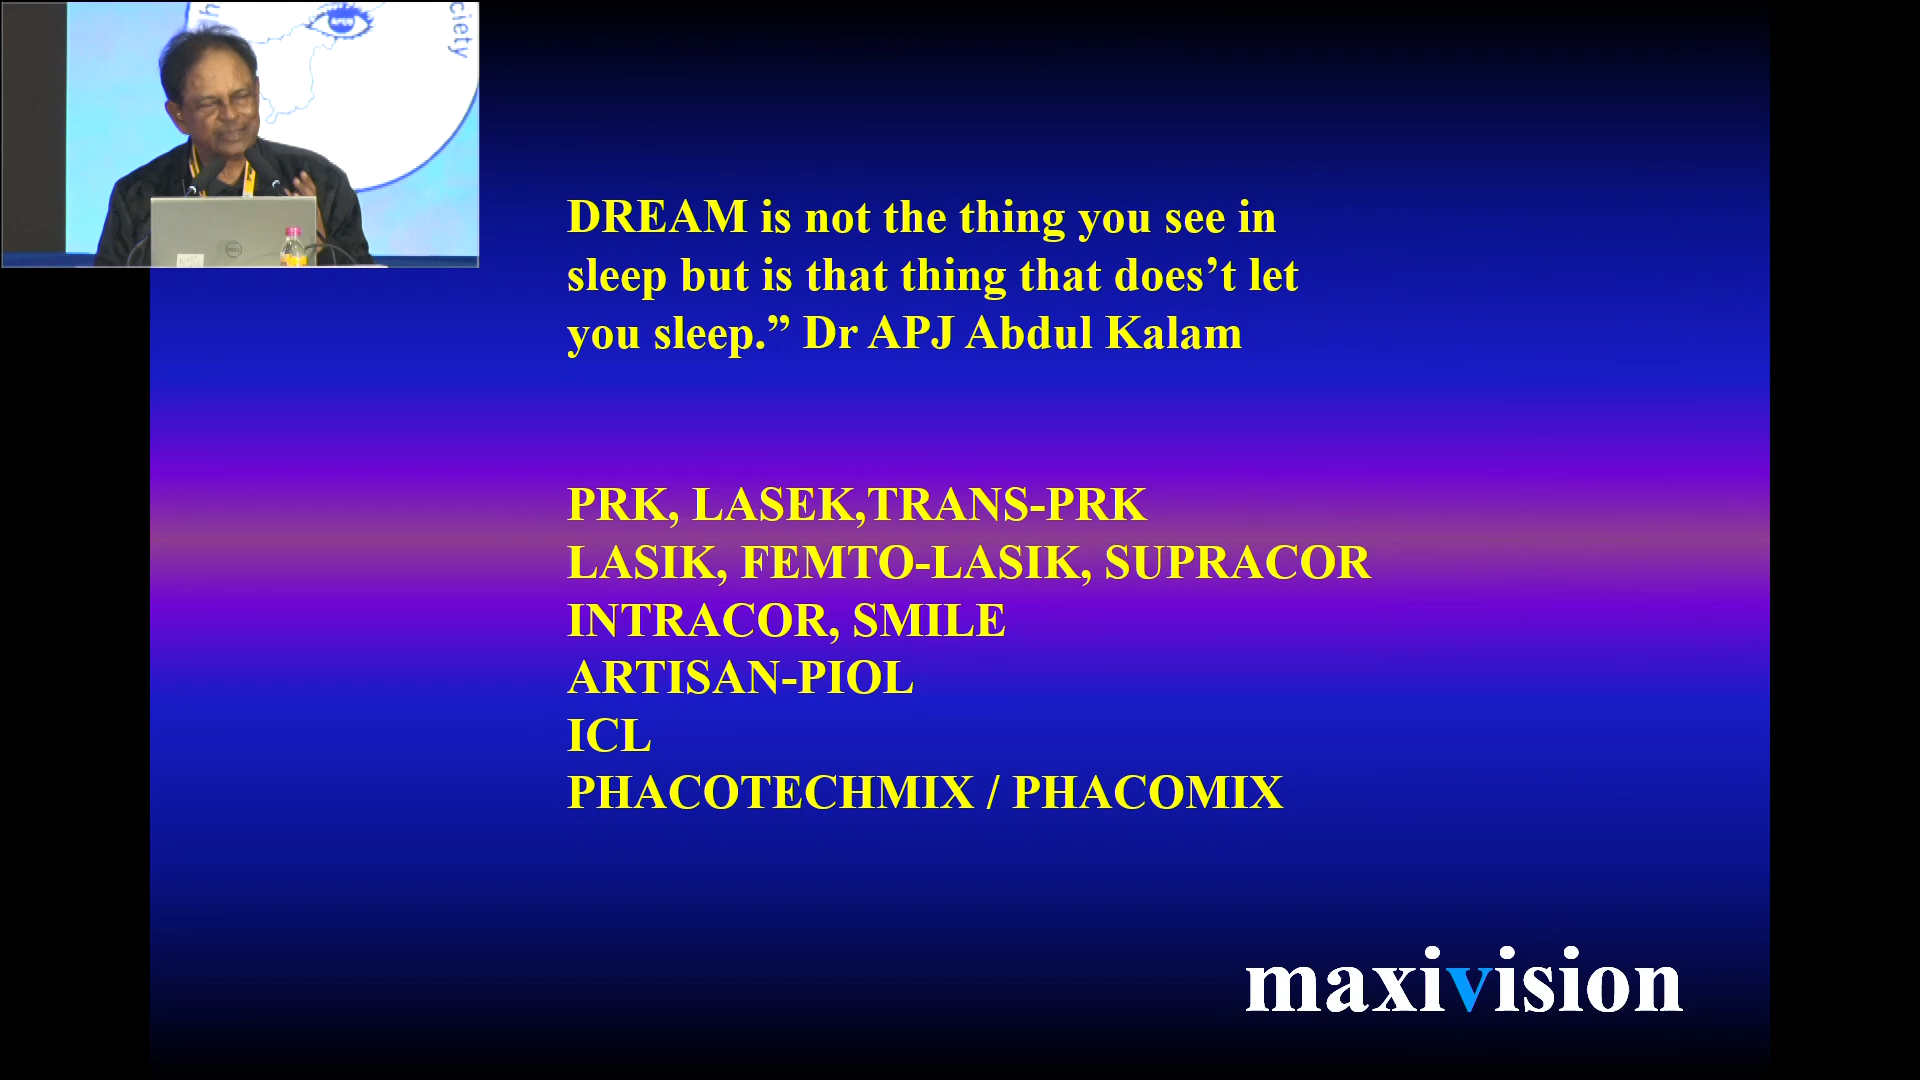 ciety
DREAM is not the thing you see in
sleep but is that thing that does’t let
you sleep.” Dr APJ Abdul Kalam
PRK, LASEK,TRANS-PRK
LASIK, FEMTO-LASIK, SUPRACOR
INTRACOR, SMILE
ARTISAN-PIOL
ICL
PHACOTECHMIX / PHACOMIX
maxivision